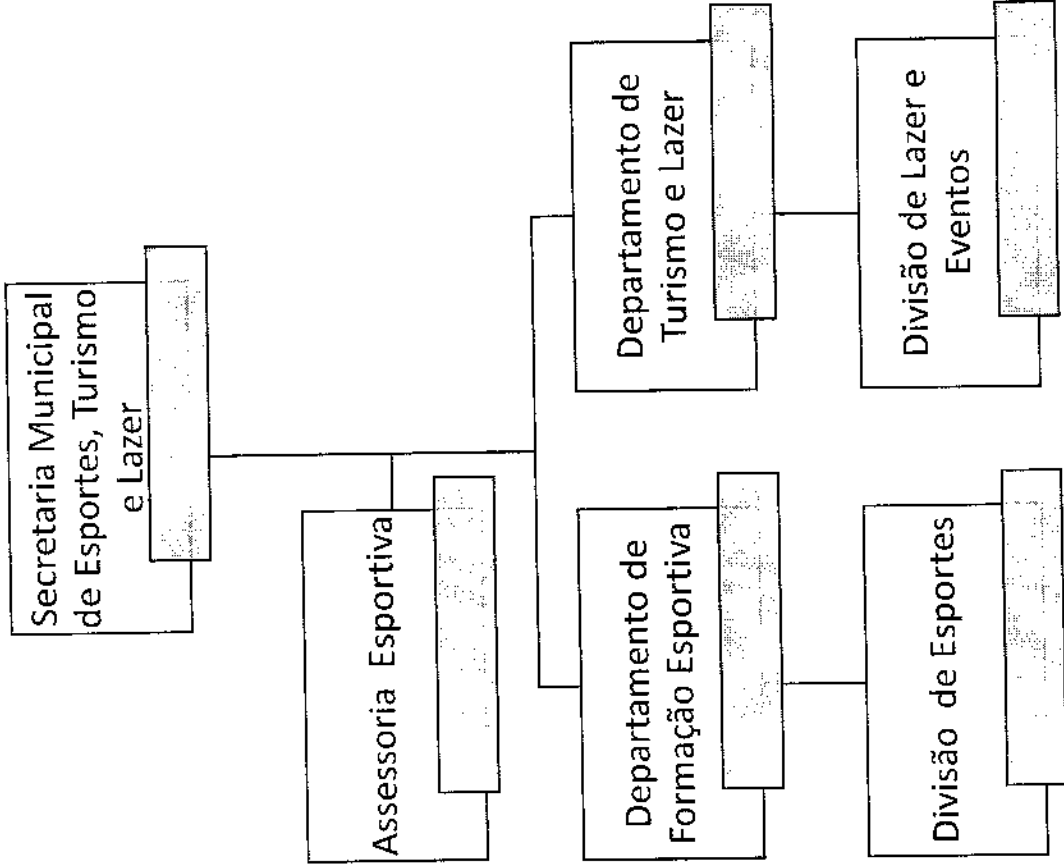 Secretaria Municipal
de Esportes, Turismo
e Lazer
Assessoria Esportiva
Departamento de
Formação Esportiva
Departamento de
Turismo e Lazer
Divisão de Esportes
Divisão de Lazer e
Eventos